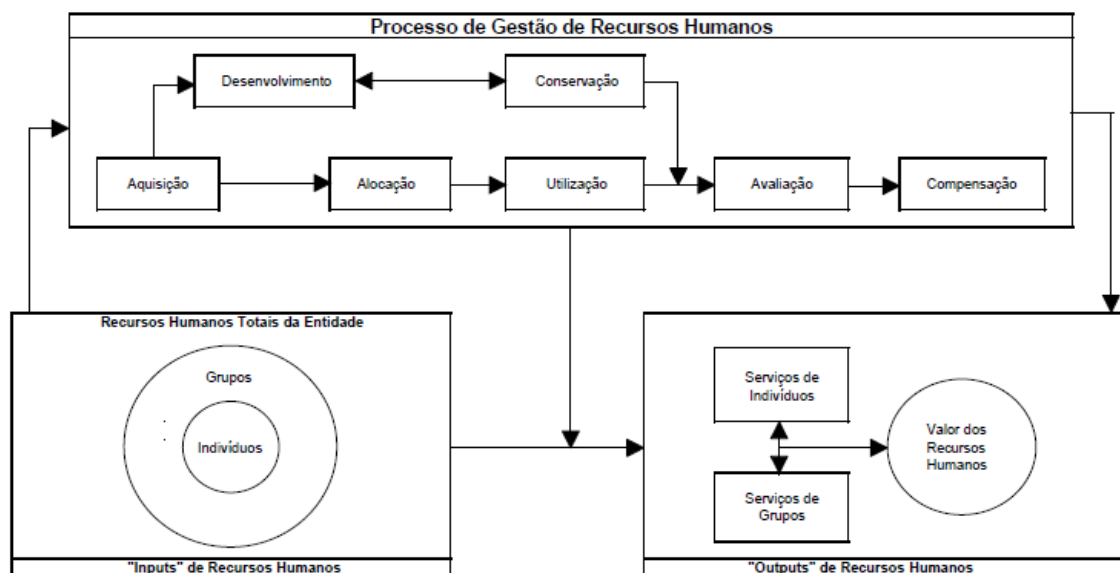 Processo de Gestão de Recursos Humanos
Desenvolvimento
Conservação
Aquisição
Alocação
Utilização
Avaliação
Compensação
Recursos Humanos Totais da Entidade
Grupos
Indivíduos
"Inputs" de Recursos Humanos
Serviços de
Indivíduos
Valor dos
Recursos
Humanos
Serviços de
Grupos
"Outputs" de Recursos Humanos